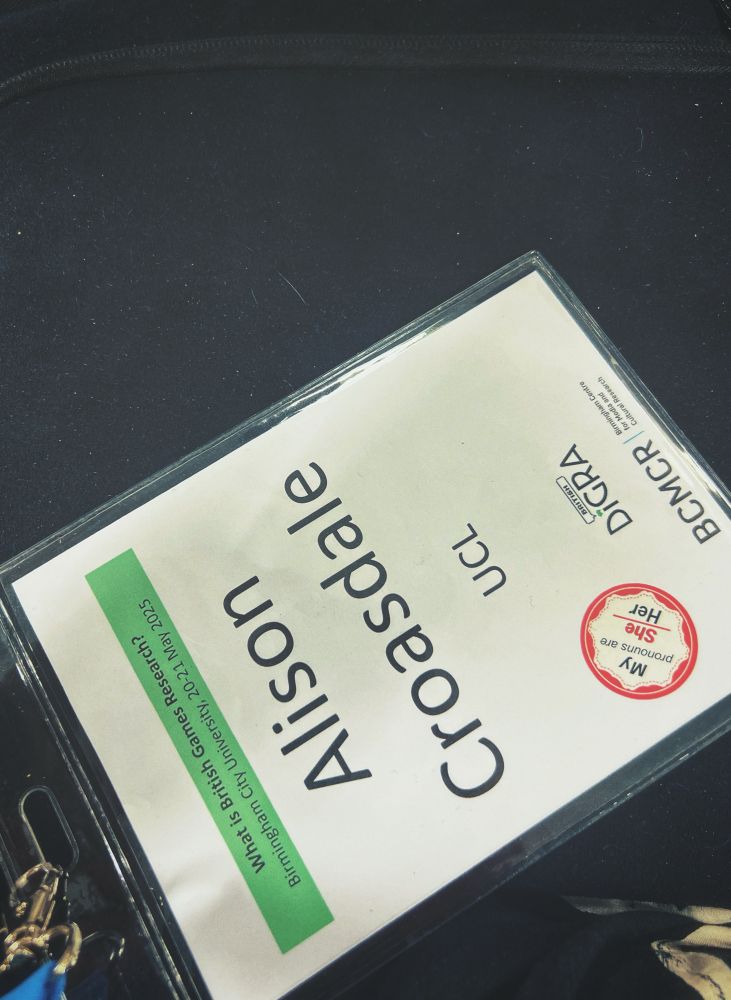 What is British Games Research?
Birmingham City University, 20-21 May 2025
Alison
Croasdale
UCL
My
pronouns are
She
Her
BRITISH
DiGRA
BCMCR
Birmingham Centre
for Media and
Cultural Research